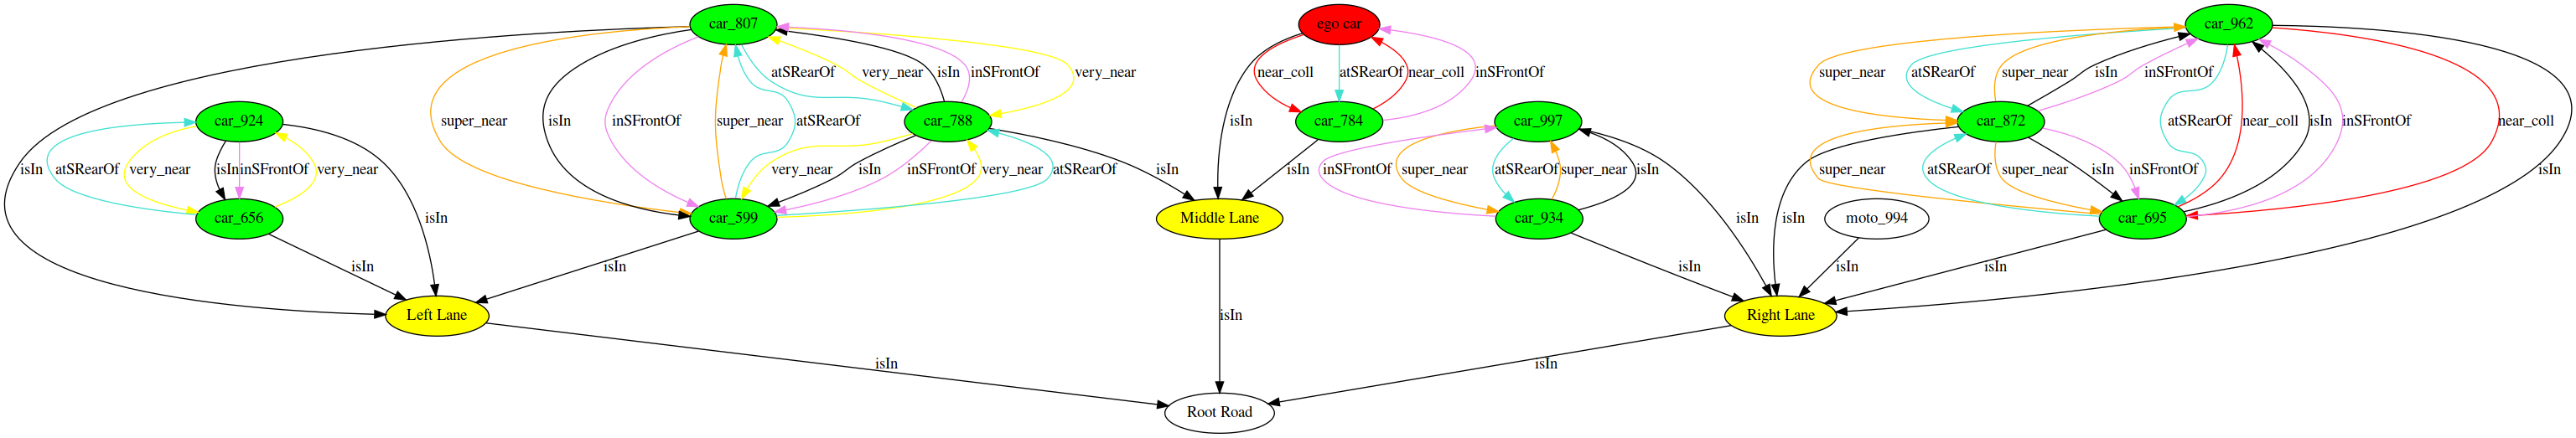 car_807
ego car
car_962
atSRearOf
very_near
isIn
inSFrontOf
very_near
near_coll
atSRearOf
near_coll
inSFrontOf
super_near
atSRearOf
super_near
isIn
inSFrontOf
car_924
super_near
isIn
inSFrontOf
super_near
atSRearOf
car_788
isIn
car_784
car_997
car_872
atSRearOf
near_coll
isIn
inSFrontOf
near_coll
isIn
atSRearOf
very_near
isIn
inSFrontOf
very_near
very_near
isIn
inSFrontOf
very_near
atSRearOf
isIn
isIn
inSFrontOf
super_near
atSRearOf
super_near
isIn
super_near
atSRearOf
super_near
isIn
inSFrontOf
isIn
car_656
isIn
car_599
Middle Lane
car_934
isIn
isIn
moto_994
car_695
isIn
isIn
isIn
isIn
isIn
Left Lane
isIn
Right Lane
isIn
isIn
Root Road